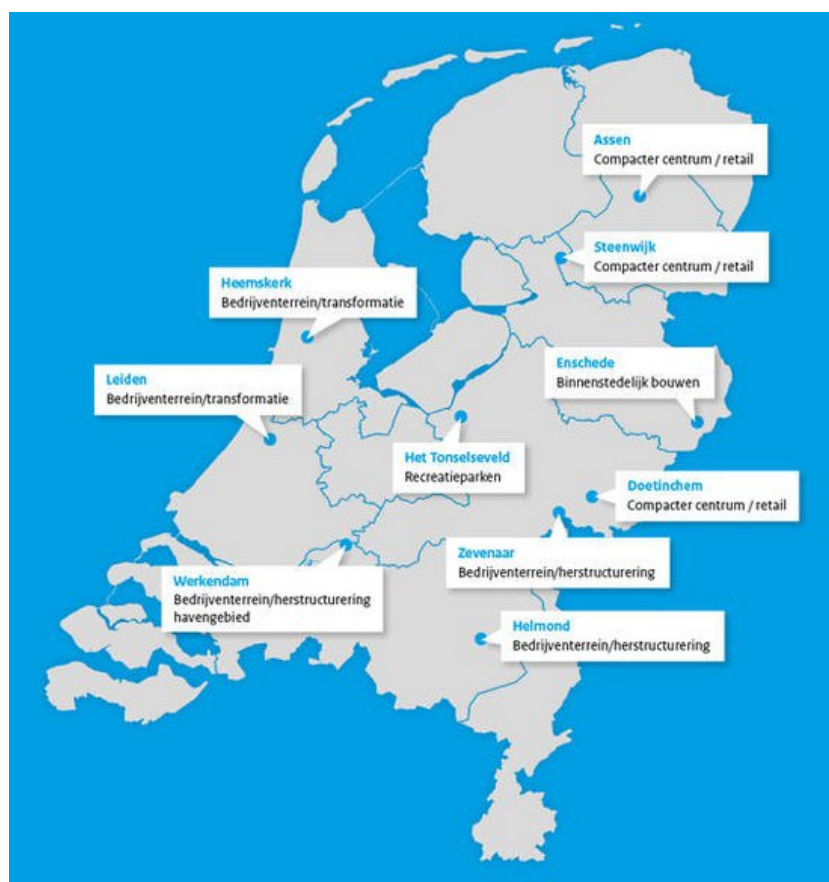 Assen
Compacter centrum / retail
Steenwijk
Compacter centrum / retail
Heemskerk
Bedrijventerrein/transformatie
Enschede
Binnenstedelijk bouwen
Leiden
Bedrijventerrein/transformatie
Het Tonselseveld
Recreatieparken
Doetinchem
Compacter centrum / retail
Zevenaar
Bedrijventerrein/herstructurering
Werkendam
Bedrijventerrein/herstructurering
havengebied
Helmond
Bedrijventerrein/herstructurering